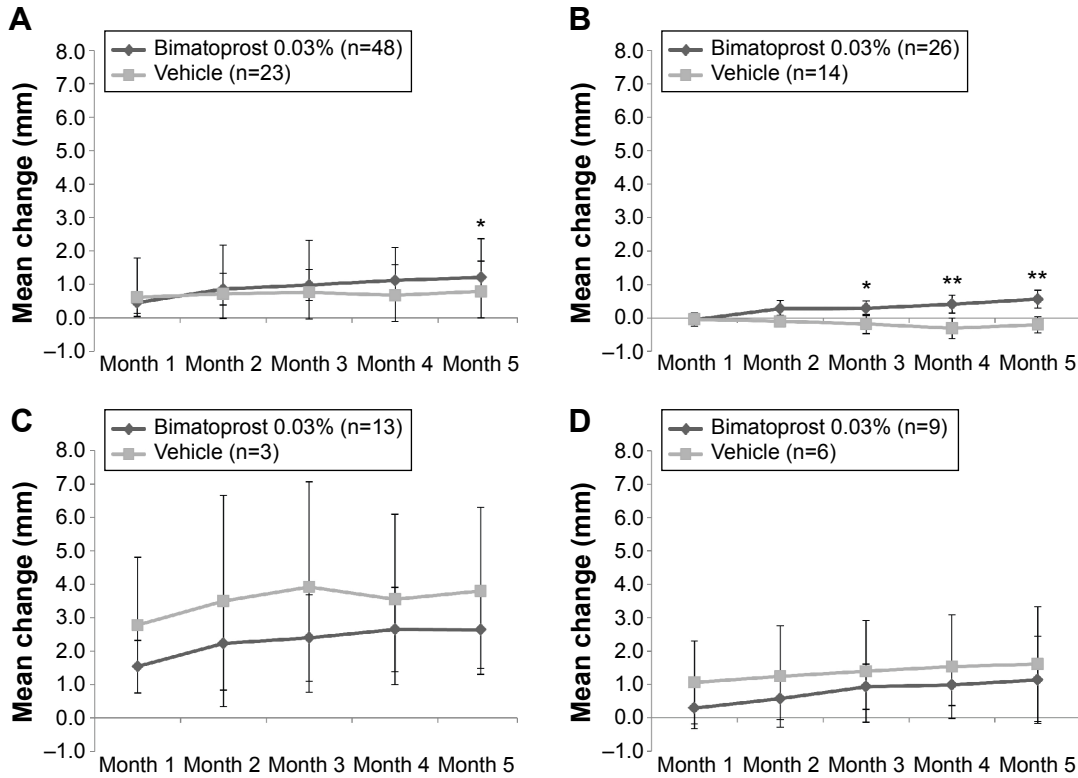 A
Bimatoprost 0.03% (n=48)
Vehicle (n=23)
Mean change (mm)
8.0
7.0
6.0
5.0
4.0
3.0
2.0
1.0
0.0
–1.0
*
Month 1 Month 2 Month 3 Month 4 Month 5
B
Bimatoprost 0.03% (n=26)
Vehicle (n=14)
Mean change (mm)
8.0
7.0
6.0
5.0
4.0
3.0
2.0
1.0
0.0
–1.0
* ** **
Month 1 Month 2 Month 3 Month 4 Month 5
C
Bimatoprost 0.03% (n=13)
Vehicle (n=3)
Mean change (mm)
8.0
7.0
6.0
5.0
4.0
3.0
2.0
1.0
0.0
–1.0
Month 1 Month 2 Month 3 Month 4 Month 5
D
Bimatoprost 0.03% (n=9)
Vehicle (n=6)
Mean change (mm)
8.0
7.0
6.0
5.0
4.0
3.0
2.0
1.0
0.0
–1.0
Month 1 Month 2 Month 3 Month 4 Month 5